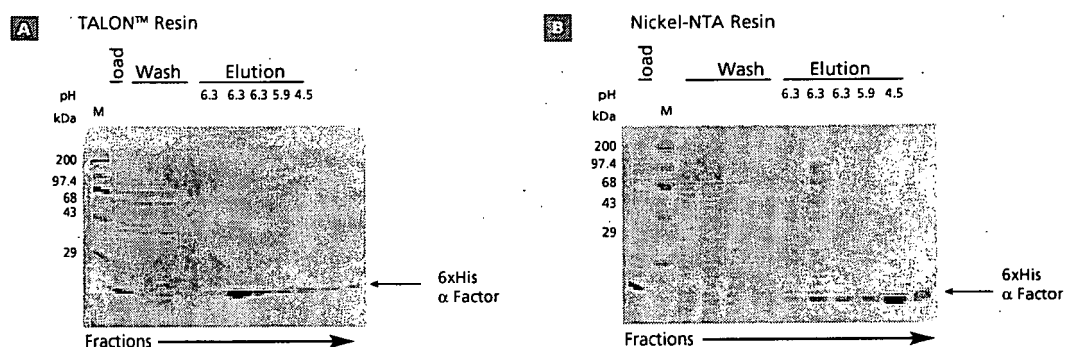 A TALON™ Resin
load Wash Elution
pH 6.3 6.3 6.3 5.9 4.5
kDa M
200
97.4
68
43
29
6xHis
α Factor
Fractions
B Nickel-NTA Resin
load Wash Elution
pH 6.3 6.3 6.3 5.9 4.5
kDa M
200
97.4
68
43
29
6xHis
α Factor
Fractions